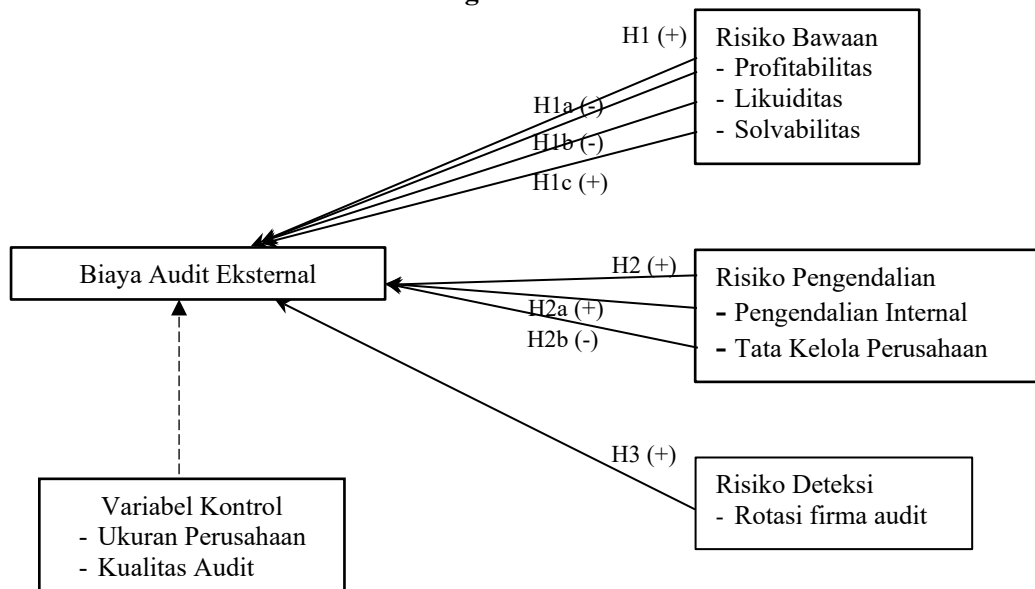 H1 (+)
Risiko Bawaan
- Profitabilitas
- Likuiditas
- Solvabilitas
H1a (-)
H1b (-)
H1c (+)
Biaya Audit Eksternal
H2 (+)
H2a (+)
H2b (-)
Risiko Pengendalian
- Pengendalian Internal
- Tata Kelola Perusahaan
H3 (+)
Risiko Deteksi
- Rotasi firma audit
Variabel Kontrol
- Ukuran Perusahaan
- Kualitas Audit